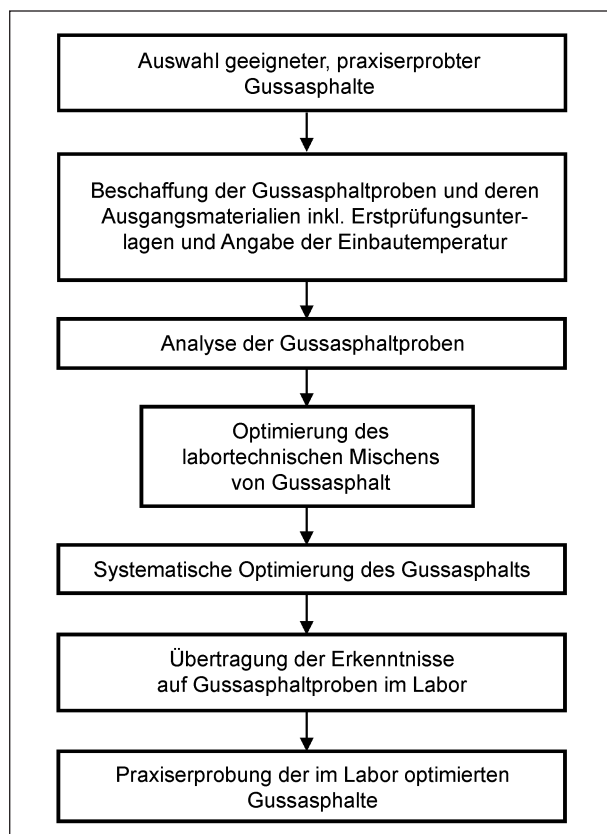 Auswahl geeigneter, praxiserprobter
Gussasphalte
Beschaffung der Gussasphaltproben und deren
Ausgangsmaterialien inkl. Erstprüfungsunter-
lagen und Angabe der Einbautemperatur
Analyse der Gussasphaltproben
Optimierung des
labortechnischen Mischens
von Gussasphalt
Systematische Optimierung des Gussasphalts
Übertragung der Erkenntnisse
auf Gussasphaltproben im Labor
Praxiserprobung der im Labor optimierten
Gussasphalte